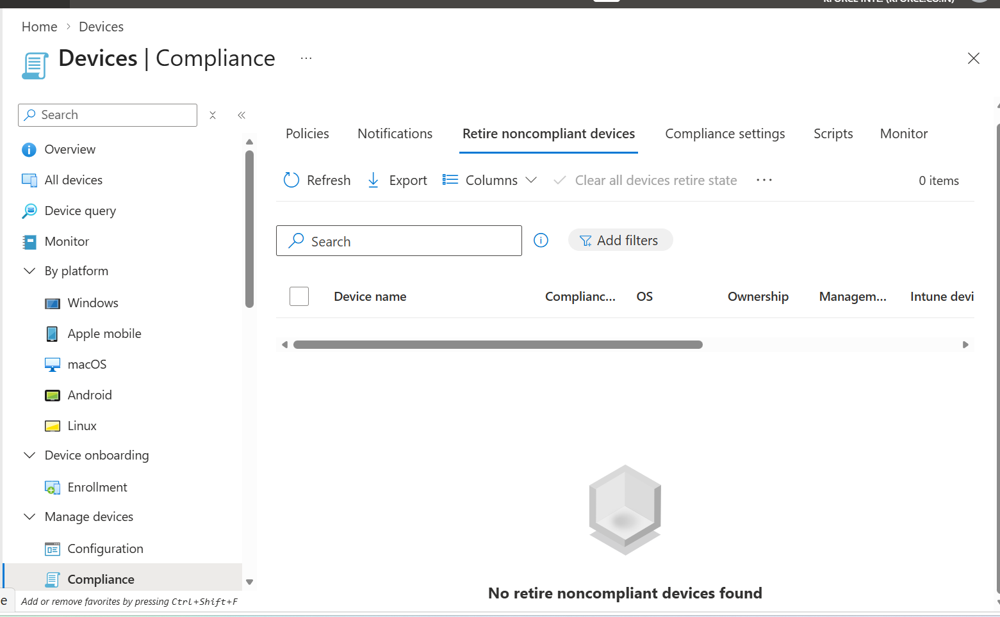 Home > Devices
Devices | Compliance ...
Search
Overview
All devices
Device query
Monitor
By platform
Windows
Apple mobile
macOS
Android
Linux
Device onboarding
Enrollment
Manage devices
Configuration
Compliance
e
Add or remove favorites by pressing Ctrl+Shift+F
Policies Notifications Retire noncompliant devices Compliance settings Scripts Monitor
Refresh Export Columns Clear all devices retire state ... 0 items
Search Add filters
Device name Complianc... OS Ownership Managem... Intune devi
No retire noncompliant devices found